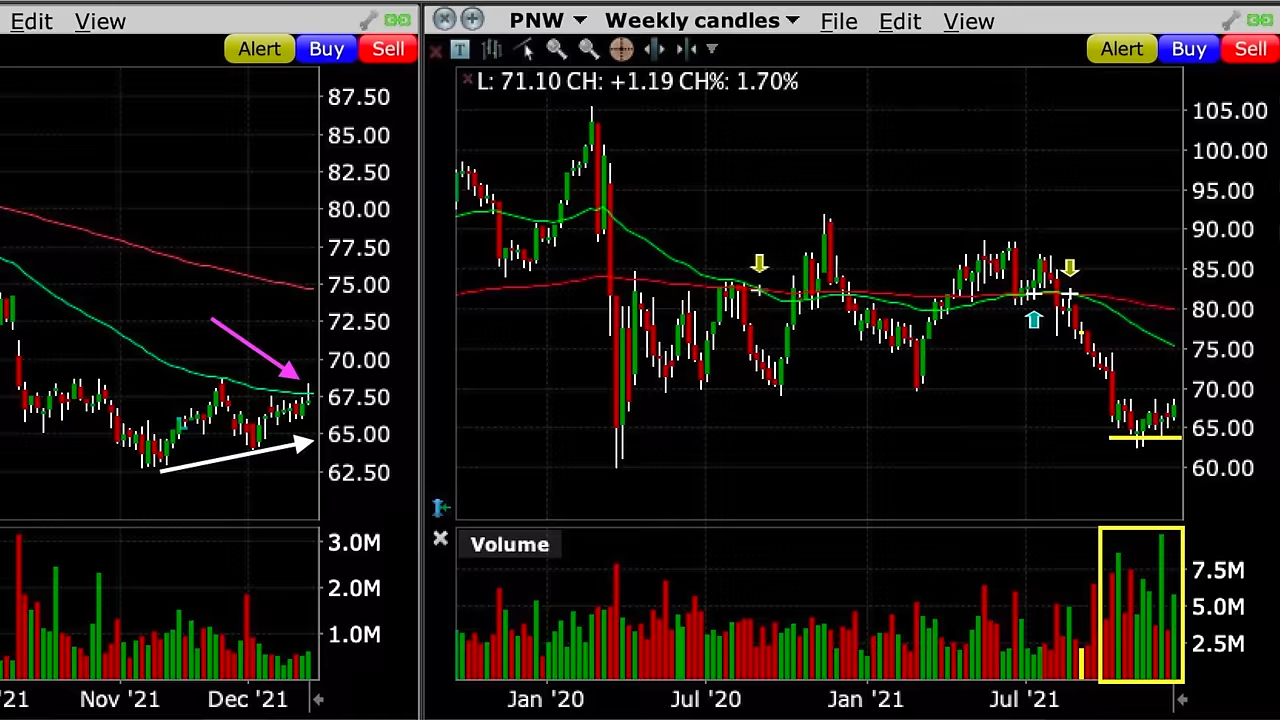 Edit View
Alert Buy Sell
87.50
85.00
82.50
80.00
77.50
75.00
72.50
70.00
67.50
65.00
62.50
3.0M
2.0M
1.0M
'21 Nov '21 Dec '21
PNW Weekly candles File Edit View
T
Alert Buy Sell
L: 71.10 CH: +1.19 CH%: 1.70%
105.00
100.00
95.00
90.00
85.00
80.00
75.00
70.00
65.00
60.00
Volume
7.5M
5.0M
2.5M
Jan '20 Jul '20 Jan '21 Jul '21